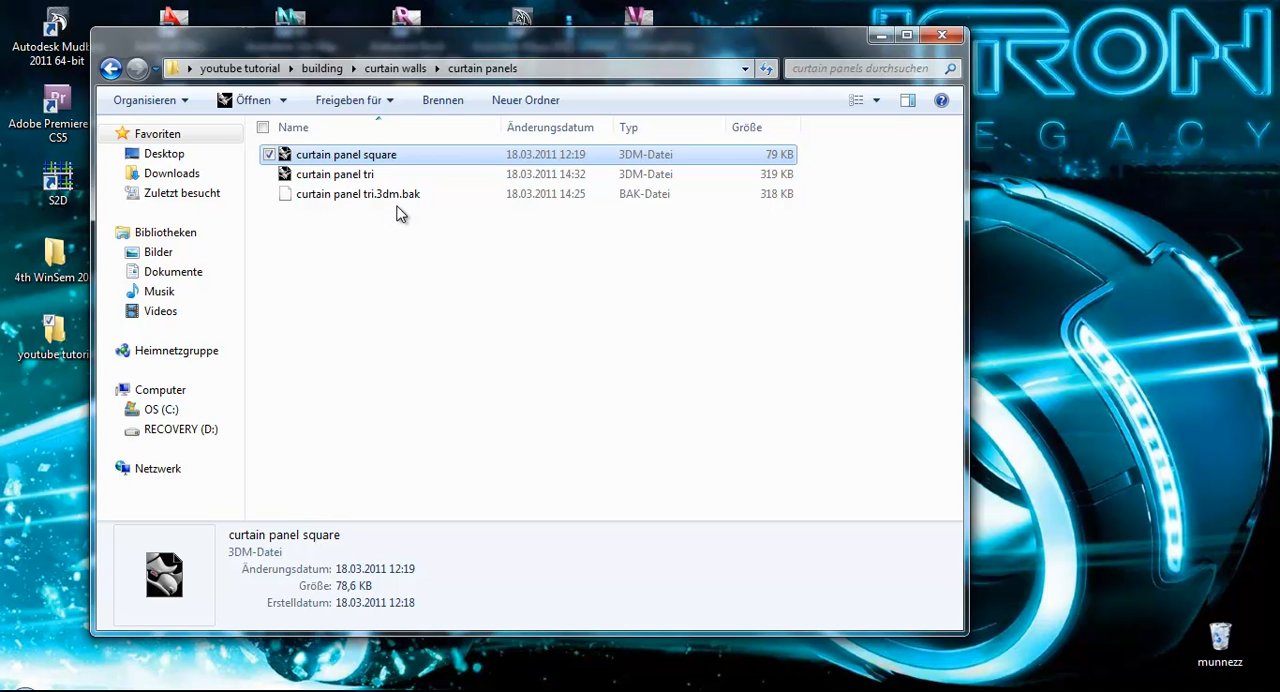 Autodesk Mudb
2011 64-bit
Adobe Premiere
CS5
S2D
4th WinSem 20
youtube tutori
TRON
EGACY
youtube tutorial building curtain walls curtain panels
curtain panels durchsuchen
Organisieren Öffnen Freigeben für Brennen Neuer Ordner
Favoriten
Desktop
Downloads
Zuletzt besucht
Bibliotheken
Bilder
Dokumente
Musik
Videos
Heimnetzgruppe
Computer
OS (C:)
RECOVERY (D:)
Netzwerk
Name Änderungsdatum Typ Größe
curtain panel square 18.03.2011 12:19 3DM-Datei 79 KB
curtain panel tri 18.03.2011 14:32 3DM-Datei 319 KB
curtain panel tri.3dm.bak 18.03.2011 14:25 BAK-Datei 318 KB
curtain panel square
3DM-Datei
Änderungsdatum: 18.03.2011 12:19
Größe: 78,6 KB
Erstelldatum: 18.03.2011 12:18
munnezz